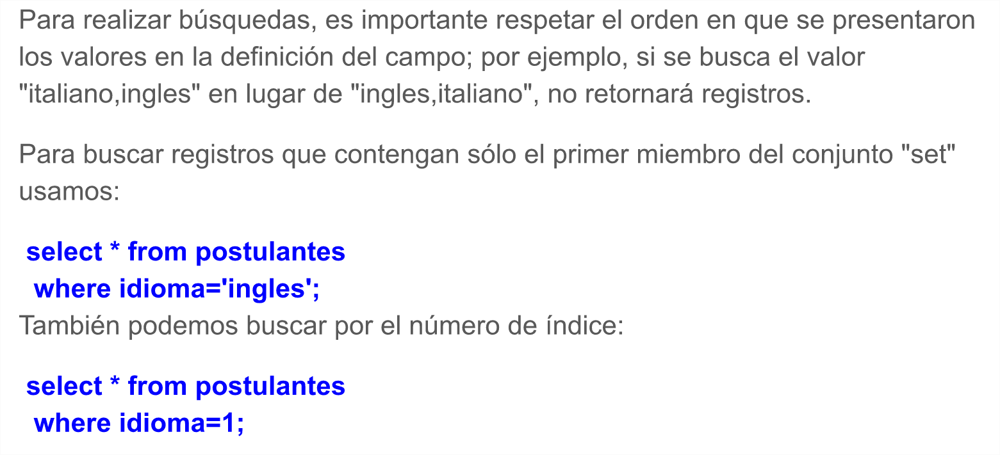 Para realizar búsquedas, es importante respetar el orden en que se presentaron
los valores en la definición del campo; por ejemplo, si se busca el valor
"italiano,ingles" en lugar de "ingles,italiano", no retornará registros.
Para buscar registros que contengan sólo el primer miembro del conjunto "set"
usamos:
select * from postulantes
where idioma='ingles';
También podemos buscar por el número de índice:
select * from postulantes
where idioma=1;